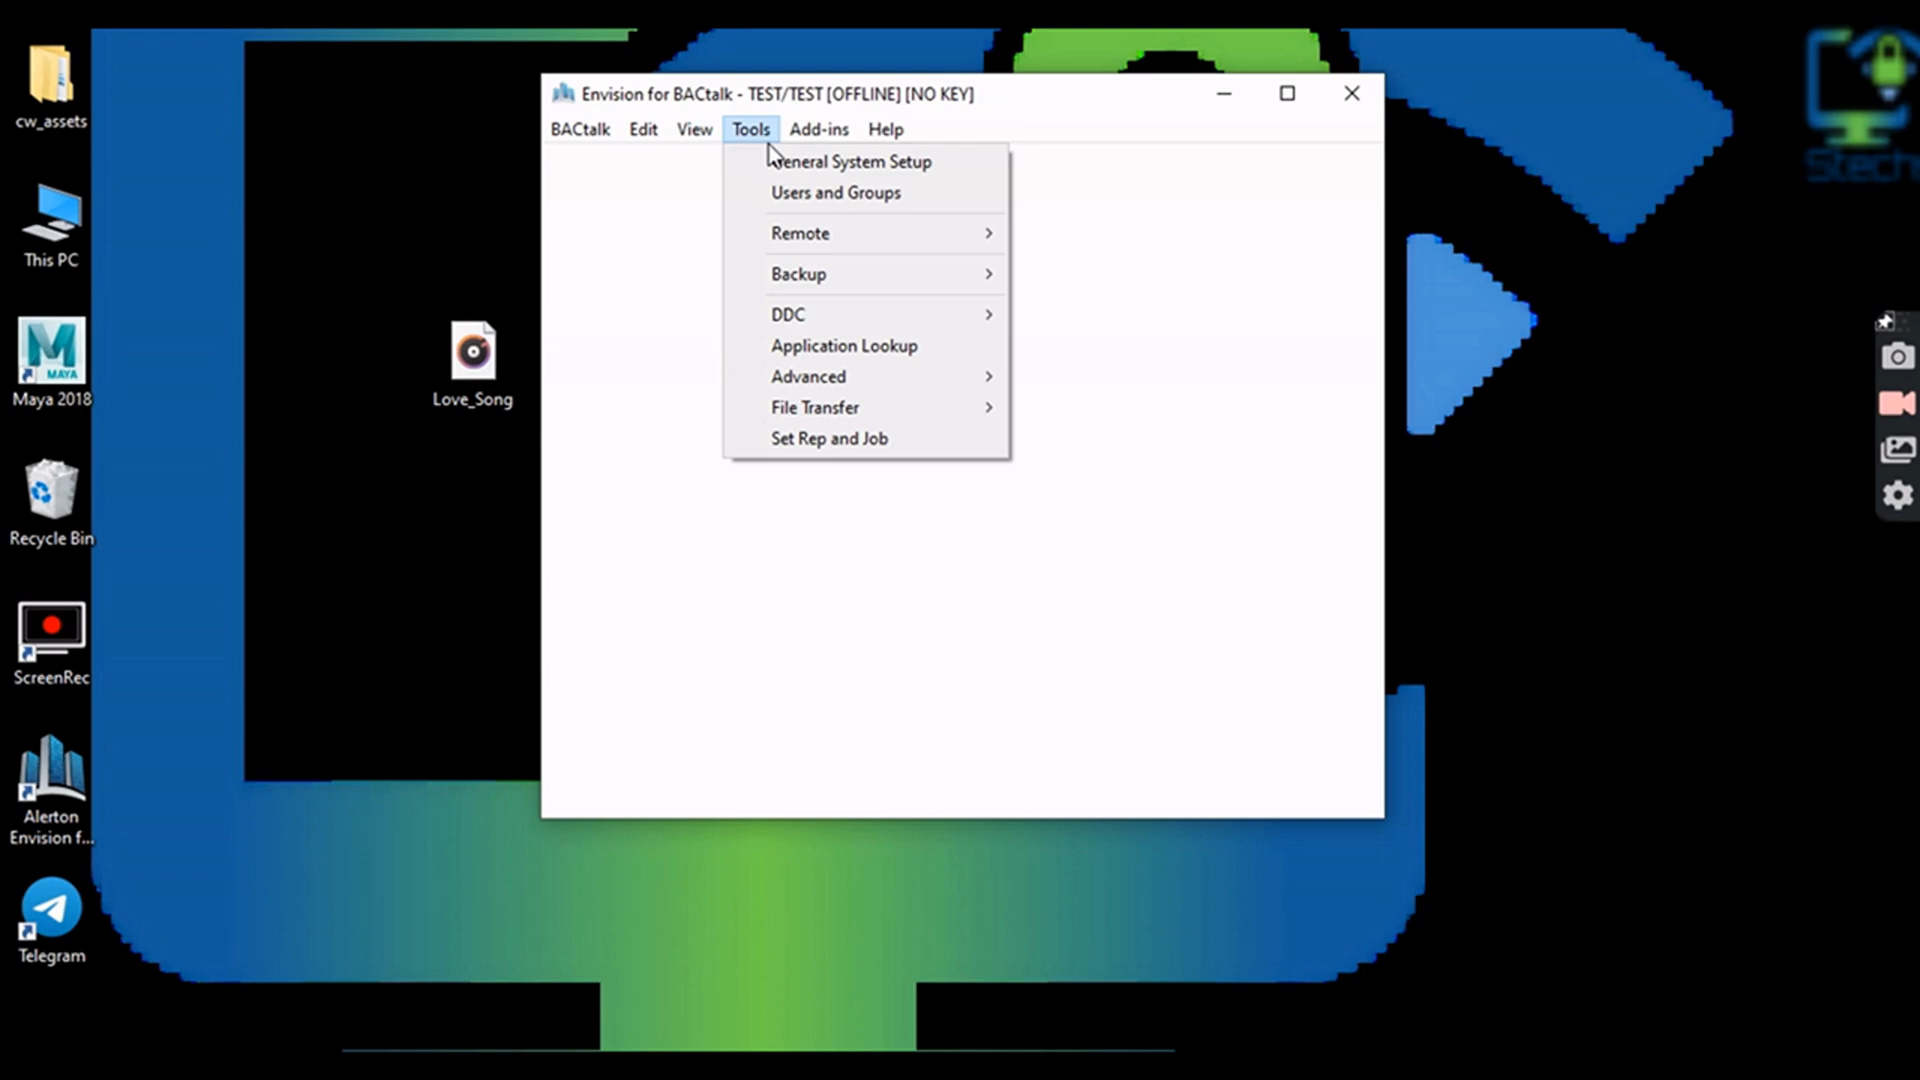 cw_assets
This PC
MAYA
Maya 2018
Recycle Bin
ScreenRec
Alerton
Envision f...
Telegram
Love_Song
Envision for BACtalk - TEST/TEST [OFFLINE] [NO KEY]
BACtalk Edit View Tools Add-ins Help
General System Setup
Users and Groups
Remote
Backup
DDC
Application Lookup
Advanced
File Transfer
Set Rep and Job
Stech